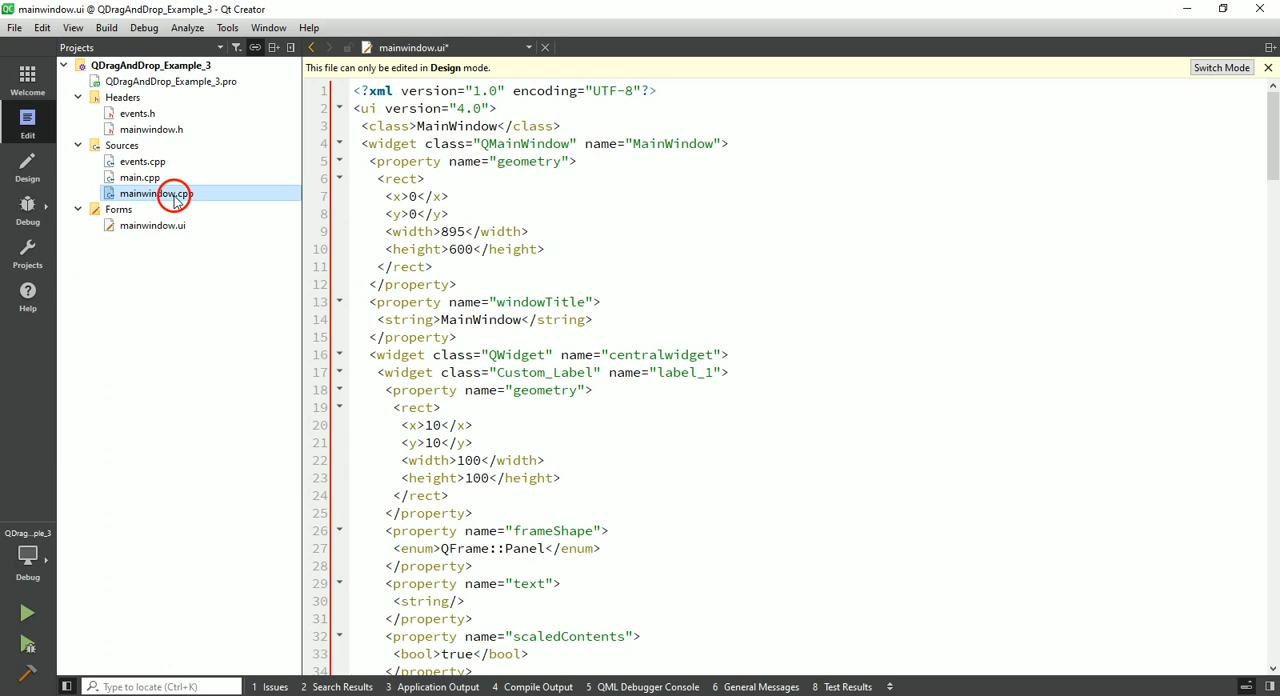 mainwindow.ui @ QDragAndDrop_Example_3 - Qt Creator
File Edit View Build Debug Analyze Tools Window Help
Projects
mainwindow.ui*
This file can only be edited in Design mode.
Switch Mode
Welcome
Edit
Design
Debug
Projects
Help
QDragAndDrop_Example_3
QDragAndDrop_Example_3.pro
Headers
events.h
mainwindow.h
Sources
events.cpp
main.cpp
mainwindow.cpp
Forms
mainwindow.ui
1 <?xml version="1.0" encoding="UTF-8"?>
2 <ui version="4.0">
3 <class>MainWindow</class>
4 <widget class="QMainWindow" name="MainWindow">
5 <property name="geometry">
6 <rect>
7 <x>0</x>
8 <y>0</y>
9 <width>895</width>
10 <height>600</height>
11 </rect>
12 </property>
13 <property name="windowTitle">
14 <string>MainWindow</string>
15 </property>
16 <widget class="QWidget" name="centralwidget">
17 <widget class="Custom_Label" name="label_1">
18 <property name="geometry">
19 <rect>
20 <x>10</x>
21 <y>10</y>
22 <width>100</width>
23 <height>100</height>
24 </rect>
25 </property>
26 <property name="frameShape">
27 <enum>QFrame::Panel</enum>
28 </property>
29 <property name="text">
30 <string/>
31 </property>
32 <property name="scaledContents">
33 <bool>true</bool>
34 </property>
QDrag...ple_3
Debug
Type to locate (Ctrl+K)
1 Issues 2 Search Results 3 Application Output 4 Compile Output 5 QML Debugger Console 6 General Messages 8 Test Results